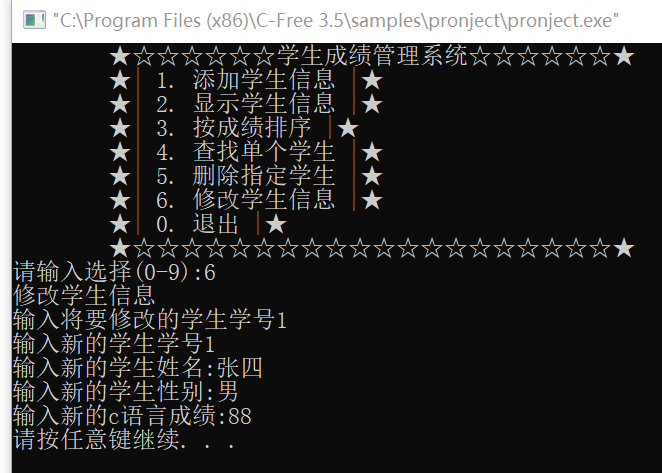 "C:\Program Files (x86)\C-Free 3.5\samples\pronject\pronject.exe"
★☆☆☆☆☆☆学生成绩管理系统☆☆☆☆☆☆★
★| 1. 添加学生信息 |★
★| 2. 显示学生信息 |★
★| 3. 按成绩排序 |★
★| 4. 查找单个学生 |★
★| 5. 删除指定学生 |★
★| 6. 修改学生信息 |★
★| 0. 退出 |★
★☆☆☆☆☆☆☆☆☆☆☆☆☆☆☆☆☆☆☆☆★
请输入选择(0-9):6
修改学生信息
输入将要修改的学生学号1
输入新的学生学号1
输入新的学生姓名:张四
输入新的学生性别:男
输入新的c语言成绩:88
请按任意键继续. . .